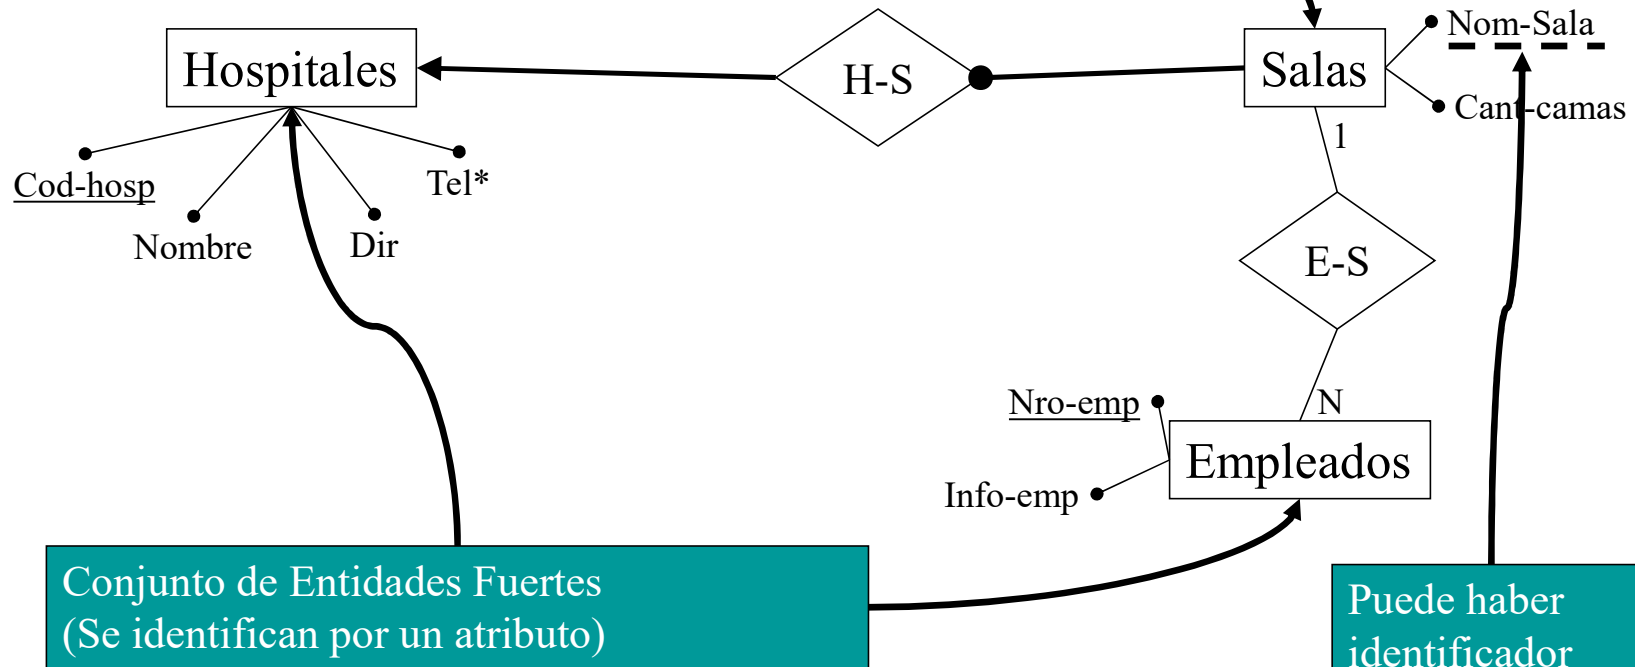 Nom-Sala
Hospitales
H-S
Salas
Cant-camas
1
Cod-hosp
Tel*
Nombre
Dir
E-S
Nro-emp
N
Empleados
Info-emp
Conjunto de Entidades Fuertes
(Se identifican por un atributo)
Puede haber
identificador